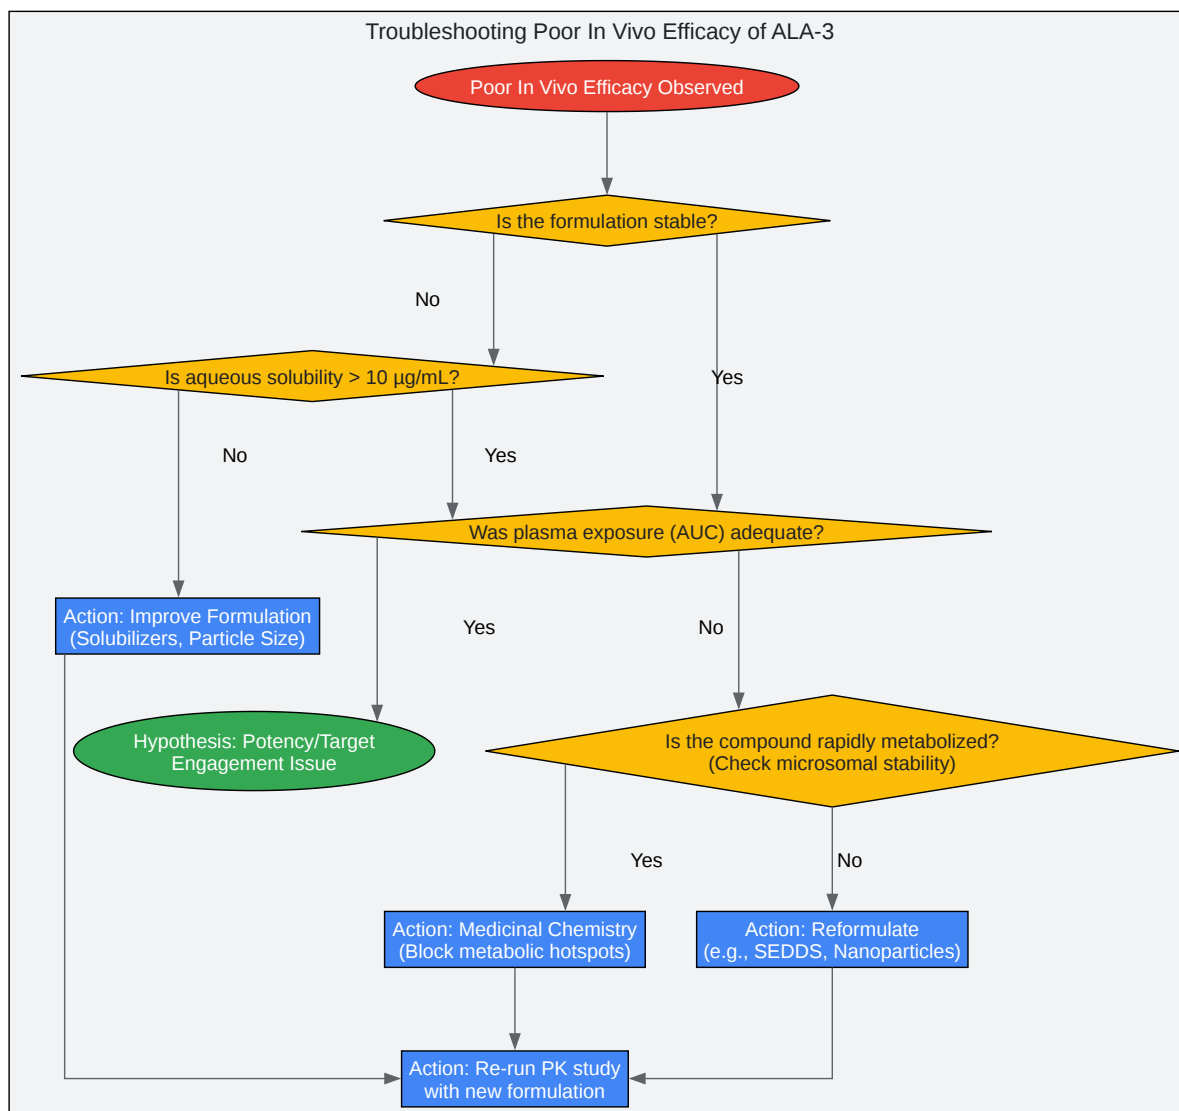 Troubleshooting Poor In Vivo Efficacy of ALA-3
Poor In Vivo Efficacy Observed
Is the formulation stable?
No
Is aqueous solubility > 10 µg/mL?
Yes
No
Yes
Was plasma exposure (AUC) adequate?
Action: Improve Formulation
(Solubilizers, Particle Size)
Yes
No
Hypothesis: Potency/Target
Engagement Issue
Is the compound rapidly metabolized?
(Check microsomal stability)
Yes
No
Action: Medicinal Chemistry
(Block metabolic hotspots)
Action: Reformulate
(e.g., SEDDS, Nanoparticles)
Action: Re-run PK study
with new formulation